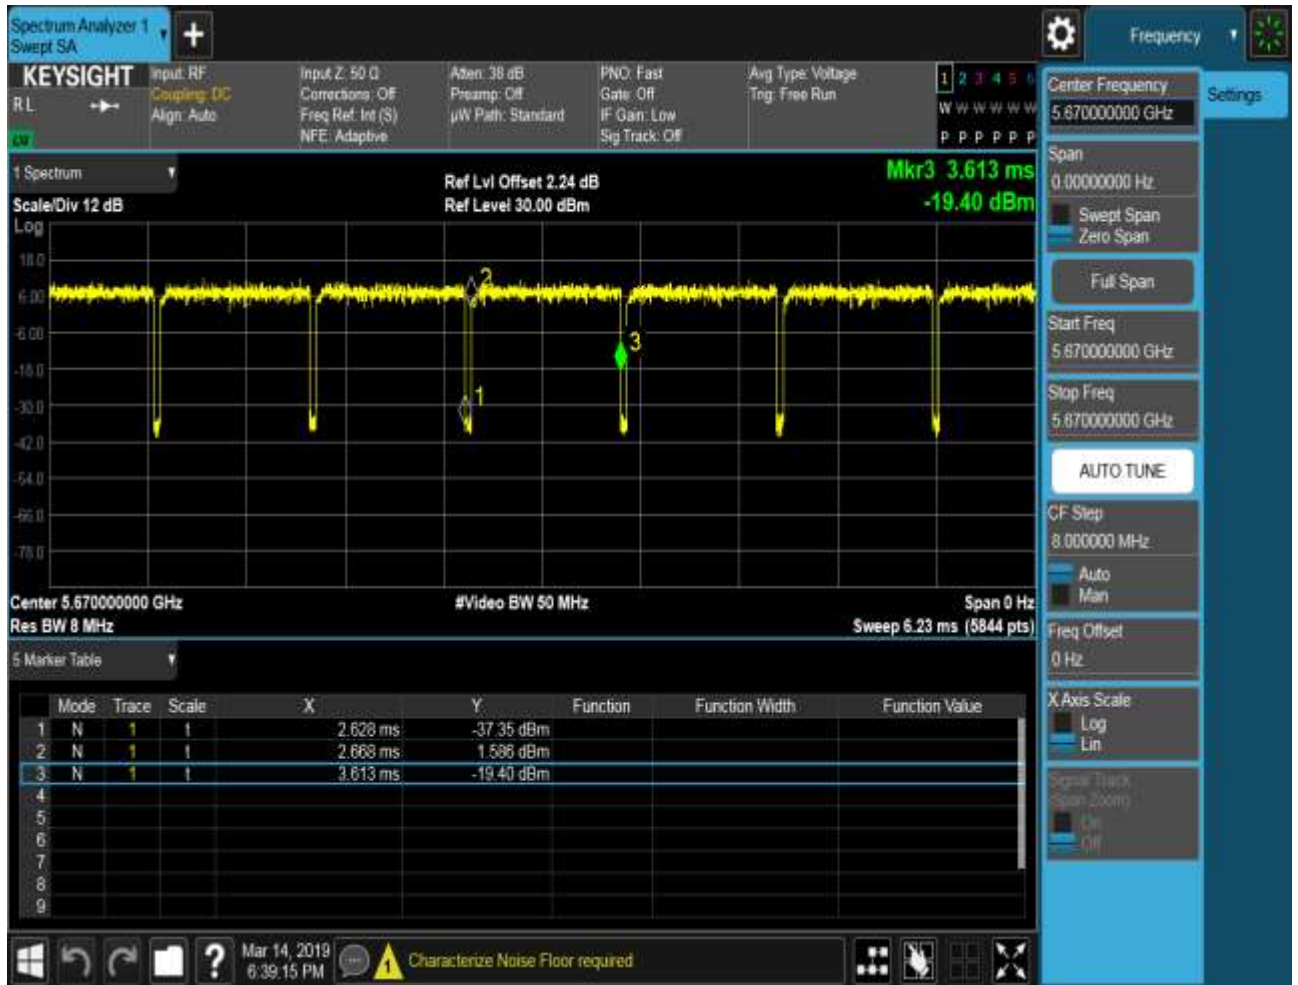 Spectrum Analyzer 1
Swept SA
Frequency
KEYSIGHT
RL
Input: RF
Coupling: DC
Align: Auto
Input Z: 50 Ω
Corrections: Off
Freq Ref: Int (S)
NFE: Adaptive
Atten: 38 dB
Preamp: Off
µW Path: Standard
PNO: Fast
Gate: Off
IF Gain: Low
Sig Track: Off
Avg Type: Voltage
Trig: Free Run
1 2 3 4 5 6
W W W W W W
P P P P P P
1 Spectrum
Scale/Div 12 dB
Ref Lvl Offset 2.24 dB
Ref Level 30.00 dBm
Mkr3 3.613 ms
-19.40 dBm
Log
18.0
6.00
-6.00
-18.0
-30.0
-42.0
-54.0
-66.0
-78.0
2
3
1
Center 5.670000000 GHz
#Video BW 50 MHz
Span 0 Hz
Res BW 8 MHz
Sweep 6.23 ms (5844 pts)
5 Marker Table
Mode Trace Scale X Y Function Function Width Function Value
1 N 1 t 2.628 ms -37.35 dBm
2 N 1 t 2.668 ms 1.586 dBm
3 N 1 t 3.613 ms -19.40 dBm
4
5
6
7
8
9
Mar 14, 2019
6:39:15 PM
1
Characterize Noise Floor required
Center Frequency
5.670000000 GHz
Settings
Span
0.00000000 Hz
Swept Span
Zero Span
Full Span
Start Freq
5.670000000 GHz
Stop Freq
5.670000000 GHz
AUTO TUNE
CF Step
8.000000 MHz
Auto
Man
Freq Offset
0 Hz
X Axis Scale
Log
Lin
Signal Track
(Span Zoom)
On
Off